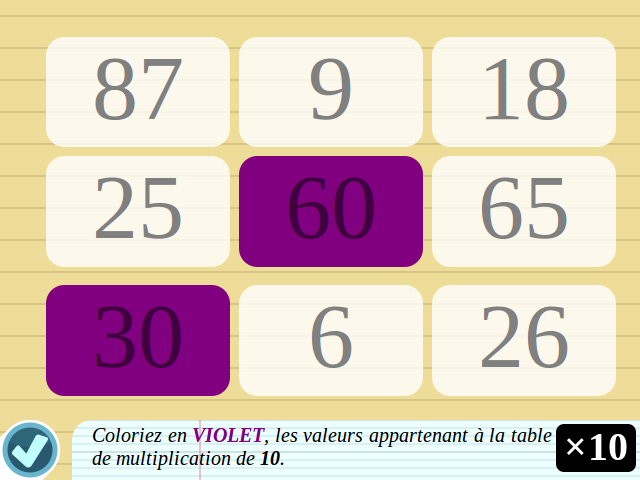 87 9 18
25 60 65
30 6 26
Coloriez en VIOLET, les valeurs appartenant à la table
de multiplication de 10.
×10